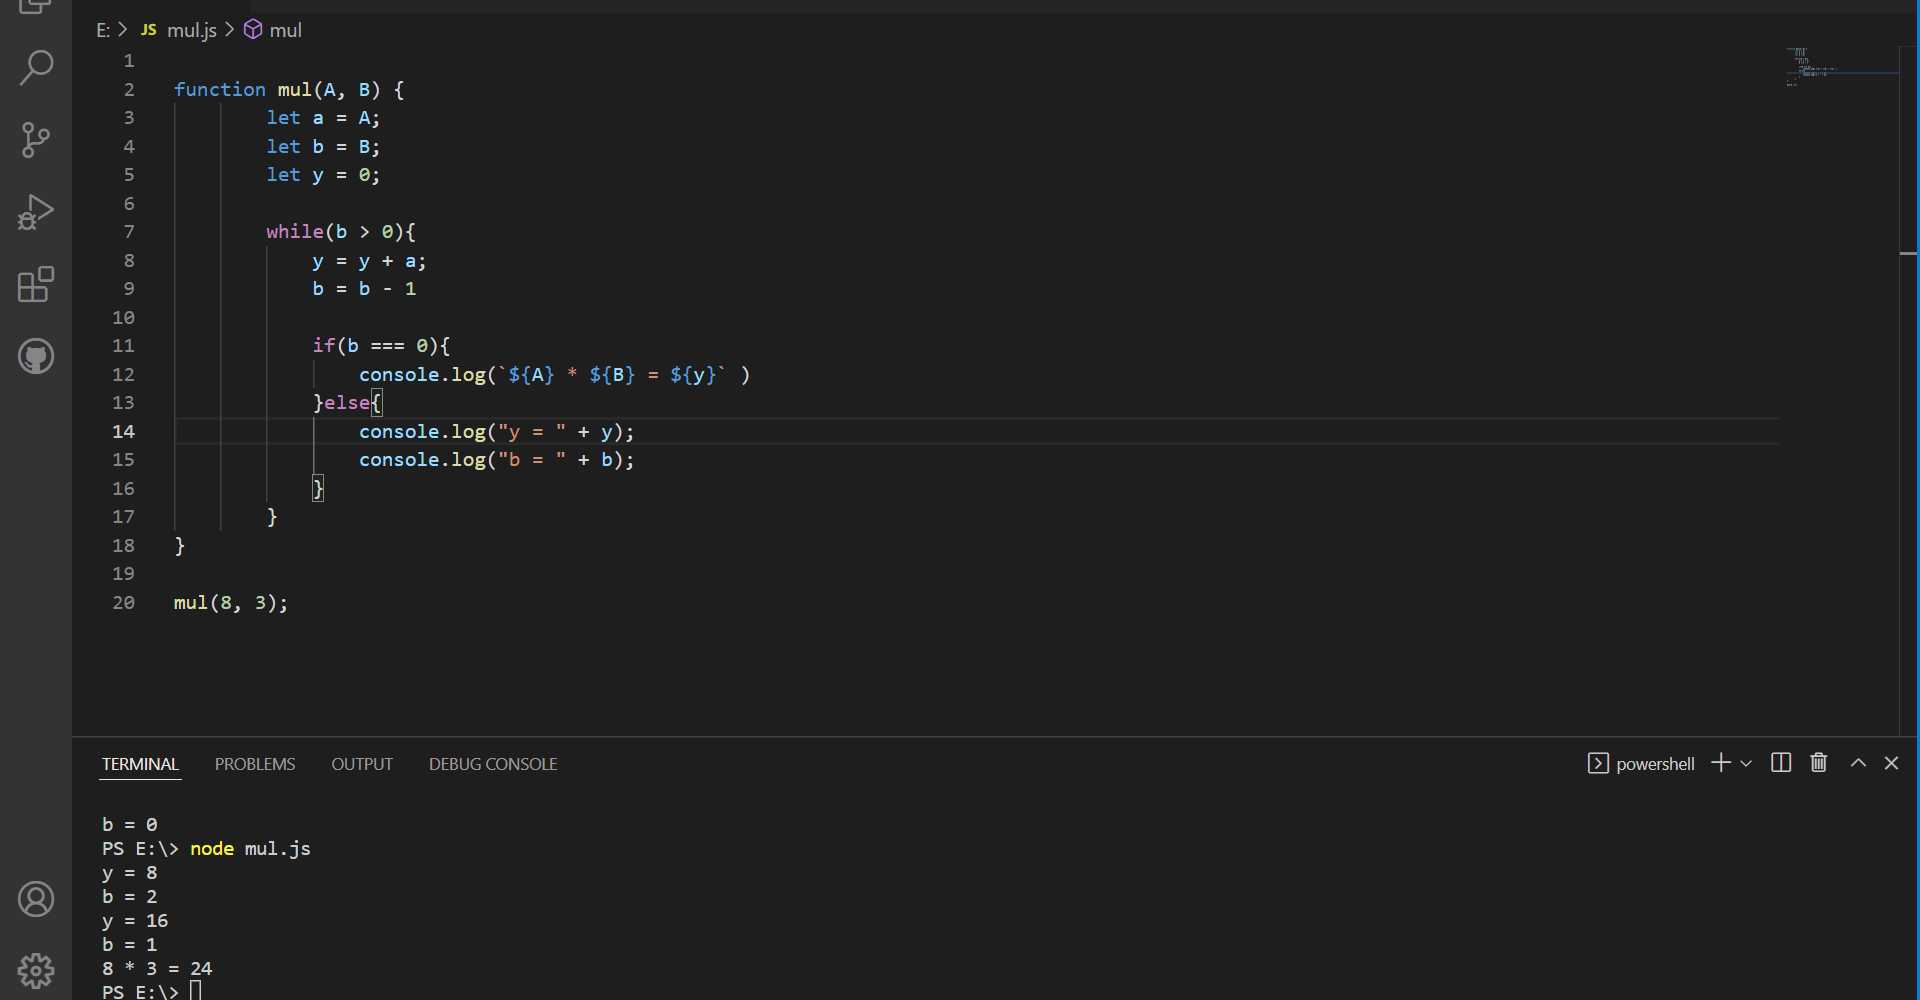 E: > JS mul.js > mul
1
2 function mul(A, B) {
3 let a = A;
4 let b = B;
5 let y = 0;
6
7 while(b > 0){
8 y = y + a;
9 b = b - 1
10
11 if(b === 0){
12 console.log(`${A} * ${B} = ${y}` )
13 }else{
14 console.log("y = " + y);
15 console.log("b = " + b);
16 }
17 }
18 }
19
20 mul(8, 3);
TERMINAL PROBLEMS OUTPUT DEBUG CONSOLE powershell
b = 0
PS E:\> node mul.js
y = 8
b = 2
y = 16
b = 1
8 * 3 = 24
PS E:\>